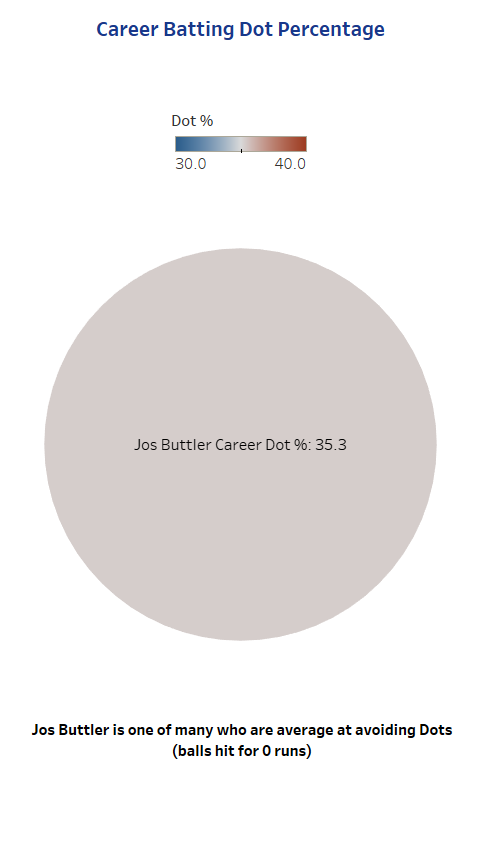 Career Batting Dot Percentage
Dot %
30.0 40.0
Jos Buttler Career Dot %: 35.3
Jos Buttler is one of many who are average at avoiding Dots
(balls hit for 0 runs)